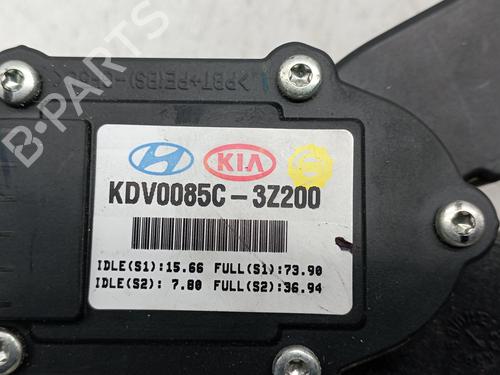 >PBT+PE(BS)-
KIA
KDV0085C-3Z200
IDLE(S1):15.66 FULL(S1):73.90
IDLE(S2): 7.80 FULL(S2):36.94
B-Parts